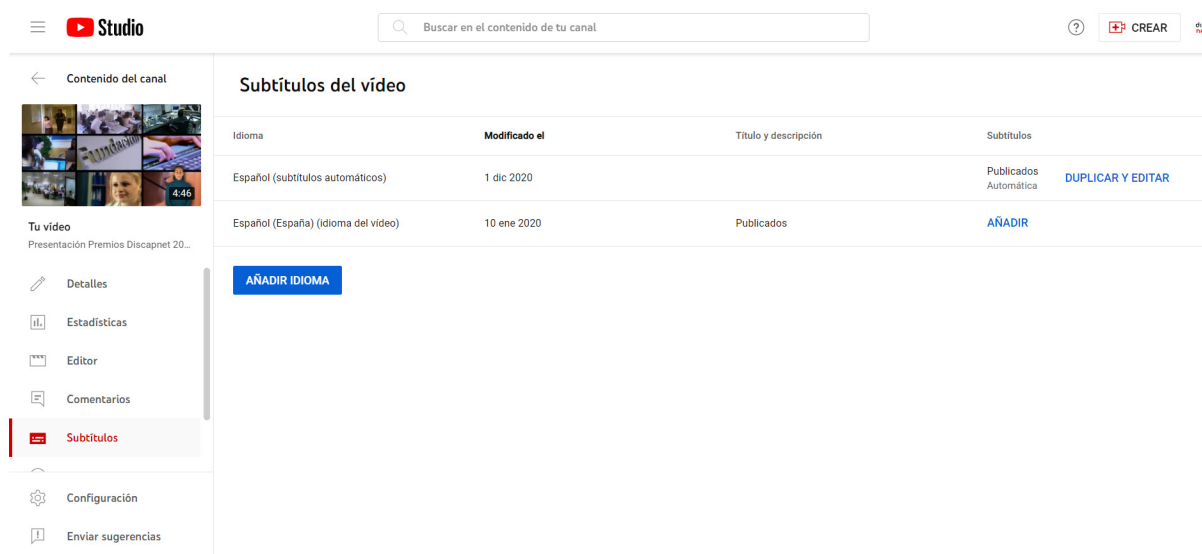 Studio
Buscar en el contenido de tu canal
?
CREAR
Contenido del canal
Fundación
4:46
Tu vídeo
Presentación Premios Discapnet 20...
Detalles
Estadísticas
Editor
Comentarios
Subtítulos
Configuración
Enviar sugerencias
Subtítulos del vídeo
Idioma
Modificado el
Título y descripción
Subtítulos
Español (subtítulos automáticos)
1 dic 2020
Publicados
Automática
DUPLICAR Y EDITAR
Español (España) (idioma del vídeo)
10 ene 2020
Publicados
AÑADIR
AÑADIR IDIOMA